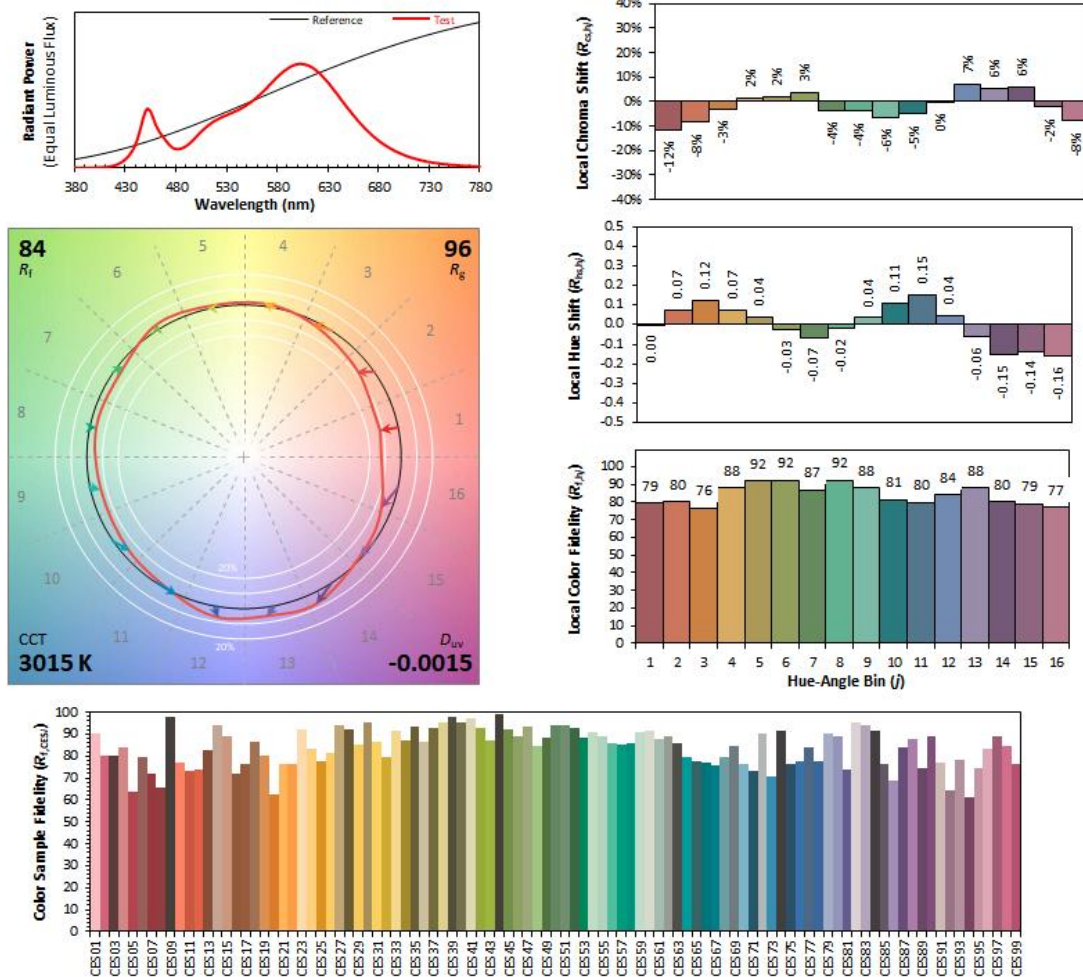 Radiant Power
(Equal Luminous Flux)
Reference
Test
380 430 480 530 580 630 680 730 780
Wavelength (nm)
Local Chroma Shift (Rcs,hj)
40%
30%
20%
10%
0%
-10%
-20%
-30%
-40%
-12% -8% -3% 2% 2% 3% -4% -4% -6% -5% 0% 7% 6% 6% -2% -8%
84
Rf
96
Rg
5 4
6 3
7 2
8 1
9 16
10 15
11 14
12 13
20%
20%
CCT
3015 K
Duv
-0.0015
Local Hue Shift (Rhs,hj)
0.5
0.4
0.3
0.2
0.1
0.0
-0.1
-0.2
-0.3
-0.4
-0.5
0.00 0.07 0.12 0.07 0.04 -0.03 -0.07 -0.02 0.04 0.11 0.15 0.04 -0.06 -0.15 -0.14 -0.16
Local Color Fidelity (Rf,hj)
100
90
80
70
60
50
40
30
20
10
0
79 80 76 88 92 92 87 92 88 81 80 84 88 80 79 77
1 2 3 4 5 6 7 8 9 10 11 12 13 14 15 16
Hue-Angle Bin (j)
Color Sample Fidelity (Rf,CESi)
100
90
80
70
60
50
40
30
20
10
0
CES01 CES03 CES05 CES07 CES09 CES11 CES13 CES15 CES17 CES19 CES21 CES23 CES25 CES27 CES29 CES31 CES33 CES35 CES37 CES39 CES41 CES43 CES45 CES47 CES49 CES51 CES53 CES55 CES57 CES59 CES61 CES63 CES65 CES67 CES69 CES71 CES73 CES75 CES77 CES79 CES81 CES83 CES85 CES87 CES89 CES91 CES93 CES95 CES97 CES99